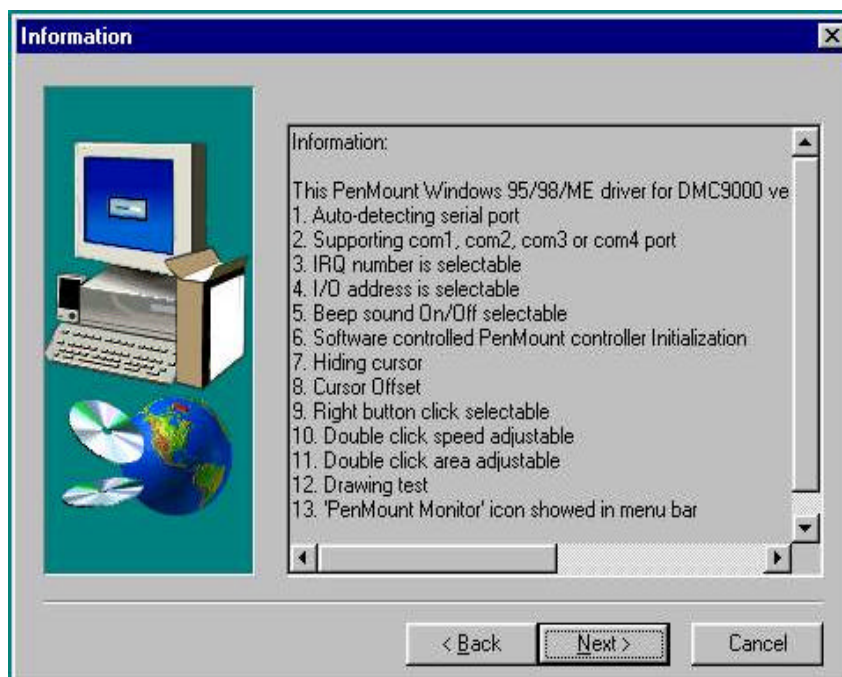 Information
Information:
This PenMount Windows 95/98/ME driver for DMC9000 ve
1. Auto-detecting serial port
2. Supporting com1, com2, com3 or com4 port
3. IRQ number is selectable
4. I/O address is selectable
5. Beep sound On/Off selectable
6. Software controlled PenMount controller Initialization
7. Hiding cursor
8. Cursor Offset
9. Right button click selectable
10. Double click speed adjustable
11. Double click area adjustable
12. Drawing test
13. 'PenMount Monitor' icon showed in menu bar
< Back
Next >
Cancel